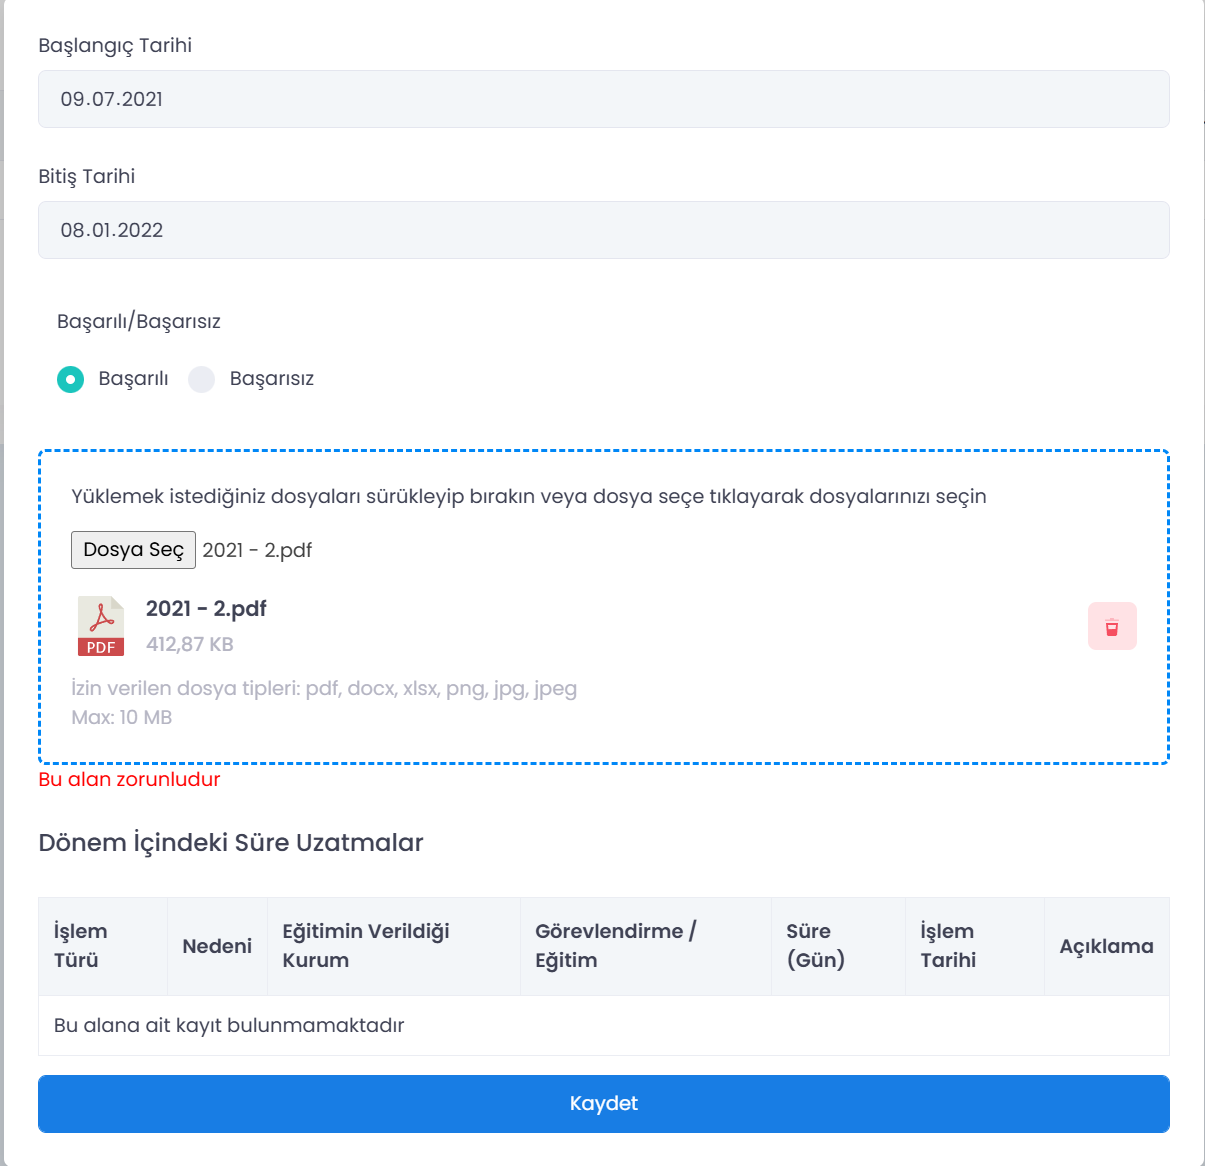 Başlangıç Tarihi
09.07.2021
Bitiş Tarihi
08.01.2022
Başarılı/Başarısız
Başarılı Başarısız
Yüklemek istediğiniz dosyaları sürükleyip bırakın veya dosya seçe tıklayarak dosyalarınızı seçin
Dosya Seç 2021 - 2.pdf
2021 - 2.pdf
PDF
412,87 KB
İzin verilen dosya tipleri: pdf, docx, xlsx, png, jpg, jpeg
Max: 10 MB
Bu alan zorunludur
Dönem İçindeki Süre Uzatmalar
İşlem Türü
Nedeni
Eğitimin Verildiği Kurum
Görevlendirme / Eğitim
Süre (Gün)
İşlem Tarihi
Açıklama
Bu alana ait kayıt bulunmamaktadır
Kaydet